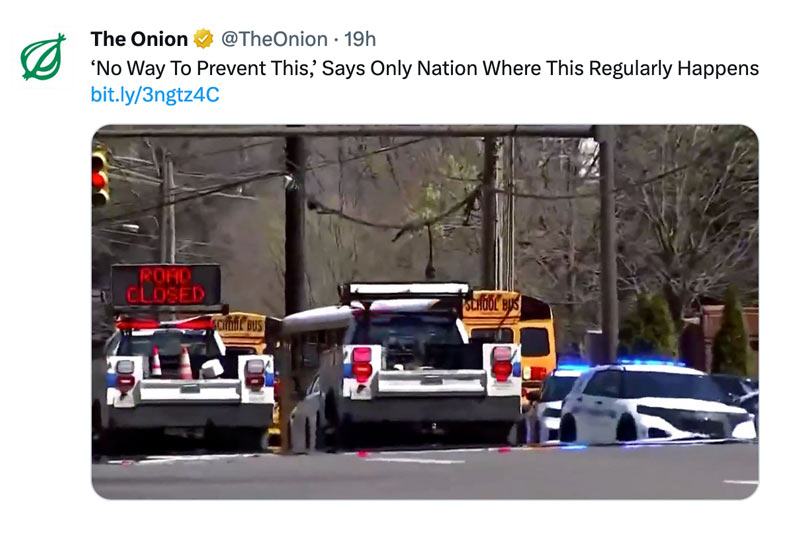 The Onion @TheOnion · 19h
‘No Way To Prevent This,’ Says Only Nation Where This Regularly Happens
bit.ly/3ngtz4C
ROAD
CLOSED
SCHOOL BUS
SCHOOL BUS